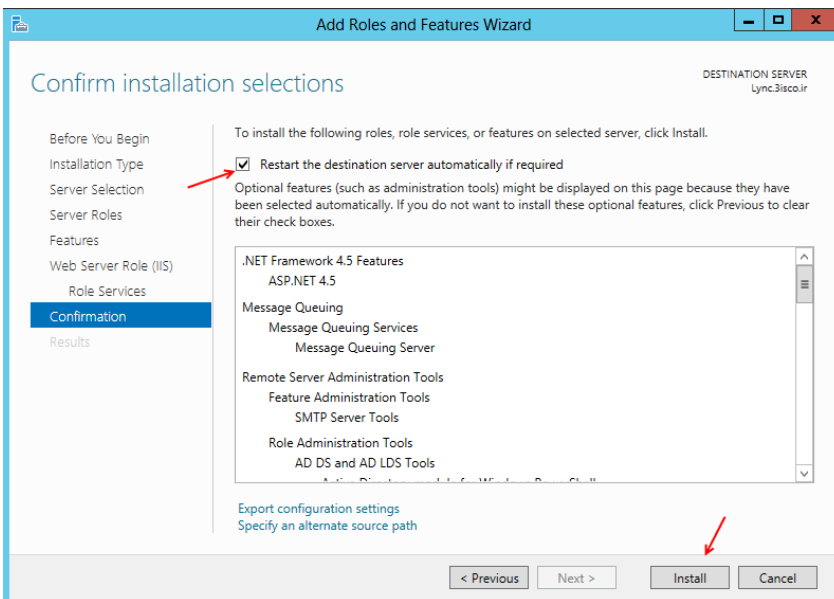 Add Roles and Features Wizard
Confirm installation selections
DESTINATION SERVER
Lync.3isco.ir
Before You Begin
Installation Type
Server Selection
Server Roles
Features
Web Server Role (IIS)
Role Services
Confirmation
Results
To install the following roles, role services, or features on selected server, click Install.
Restart the destination server automatically if required
Optional features (such as administration tools) might be displayed on this page because they have
been selected automatically. If you do not want to install these optional features, click Previous to clear
their check boxes.
.NET Framework 4.5 Features
ASP.NET 4.5
Message Queuing
Message Queuing Services
Message Queuing Server
Remote Server Administration Tools
Feature Administration Tools
SMTP Server Tools
Role Administration Tools
AD DS and AD LDS Tools
Active Directory module for Windows PowerShell
Export configuration settings
Specify an alternate source path
< Previous
Next >
Install
Cancel